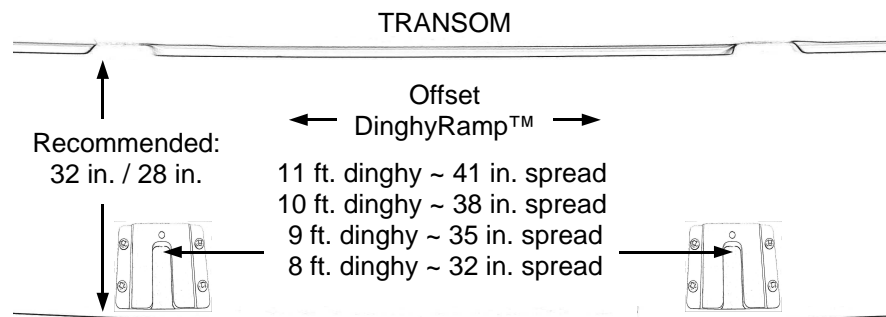 TRANSOM
Offset
DinghyRamp™
Recommended:
32 in. / 28 in.
11 ft. dinghy ~ 41 in. spread
10 ft. dinghy ~ 38 in. spread
9 ft. dinghy ~ 35 in. spread
8 ft. dinghy ~ 32 in. spread